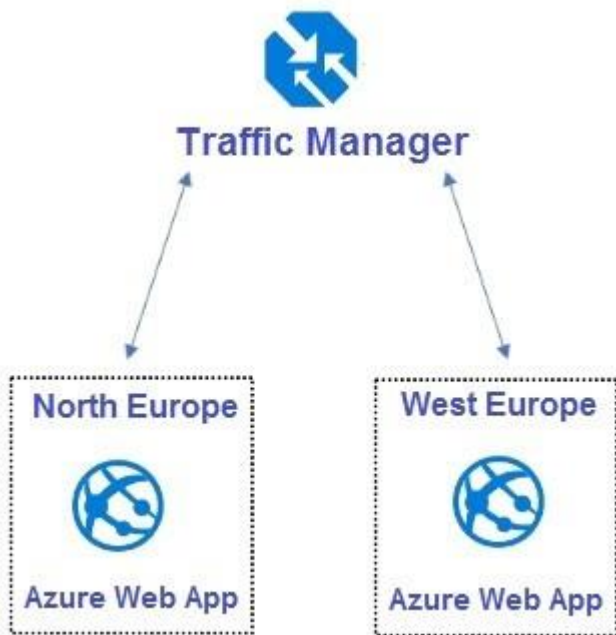 Traffic Manager
North Europe
Azure Web App
West Europe
Azure Web App